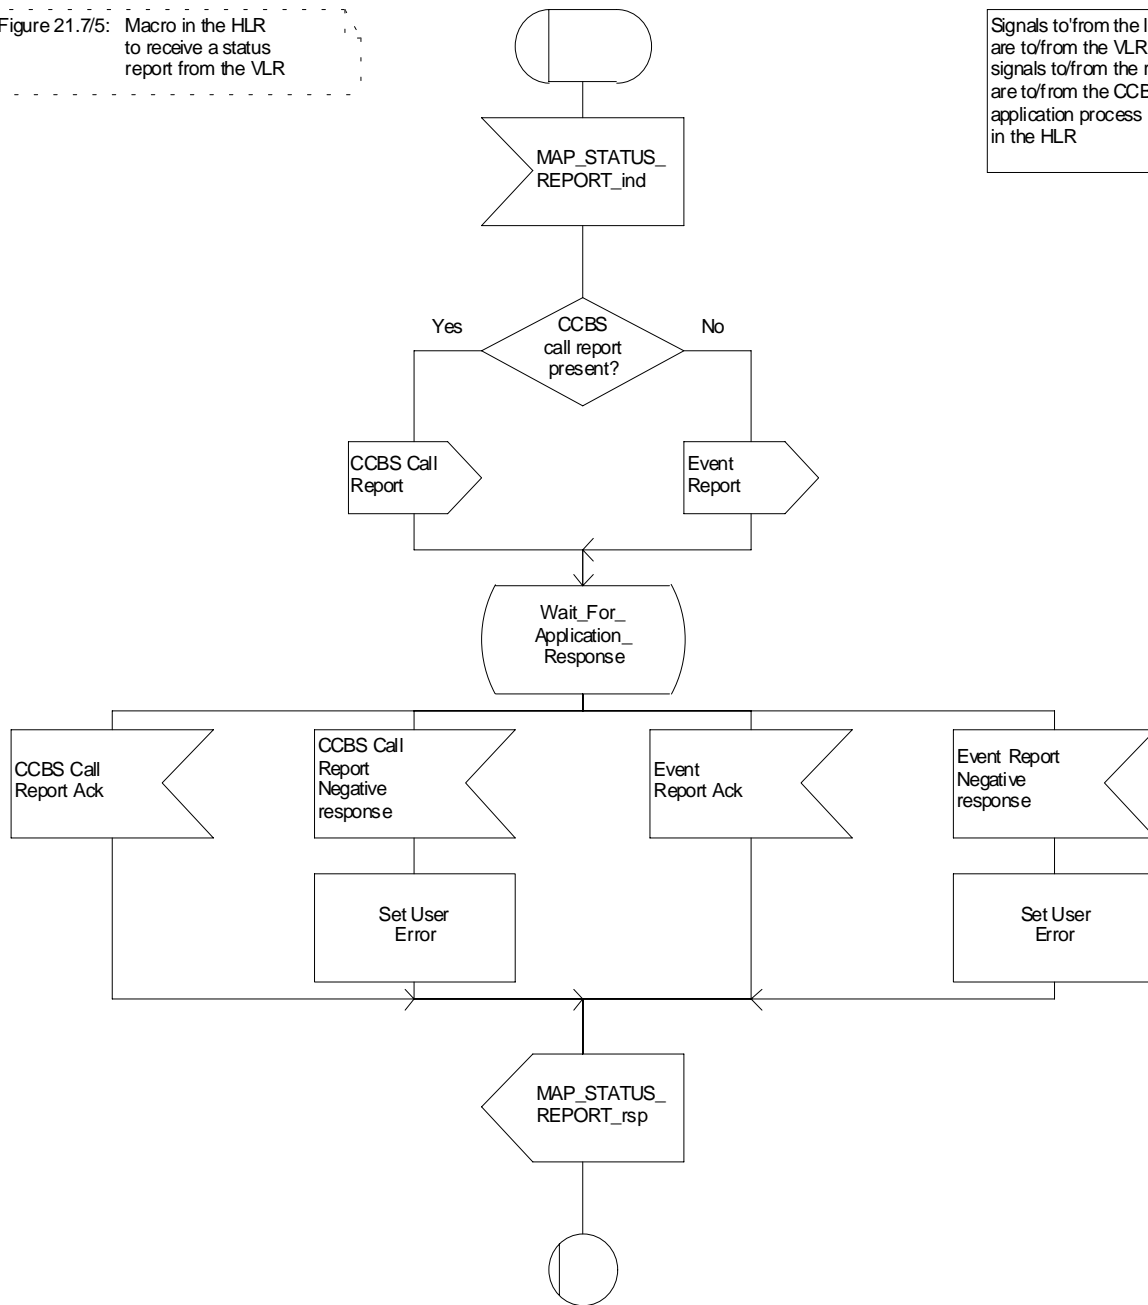 Figure 21.7/5: Macro in the HLR
to receive a status
report from the VLR
Signals to'from the
are to/from the VLR
signals to/from the
are to/from the
application process
in the HLR
MAP_STATUS_
REPORT_ind
Yes
CCBS
call report
present?
No
CCBS Call
Report
Event
Report
Wait_For_
Application_
Response
CCBS Call
Report Ack
CCBS Call
Report
Negative
response
Event
Report Ack
Event Report
Negative
response
Set User
Error
Set User
Error
MAP_STATUS_
REPORT_rsp